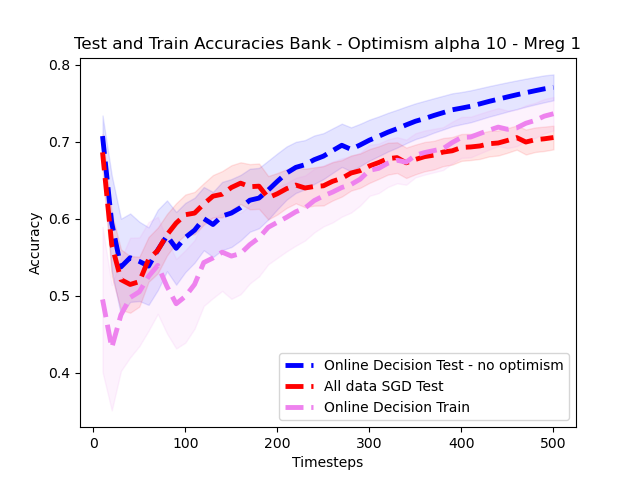 Test and Train Accuracies Bank - Optimism alpha 10 - Mreg 1
0.8
0.7
0.6
0.5
0.4
Accuracy
Online Decision Test - no optimism
All data SGD Test
Online Decision Train
0 100 200 300 400 500
Timesteps